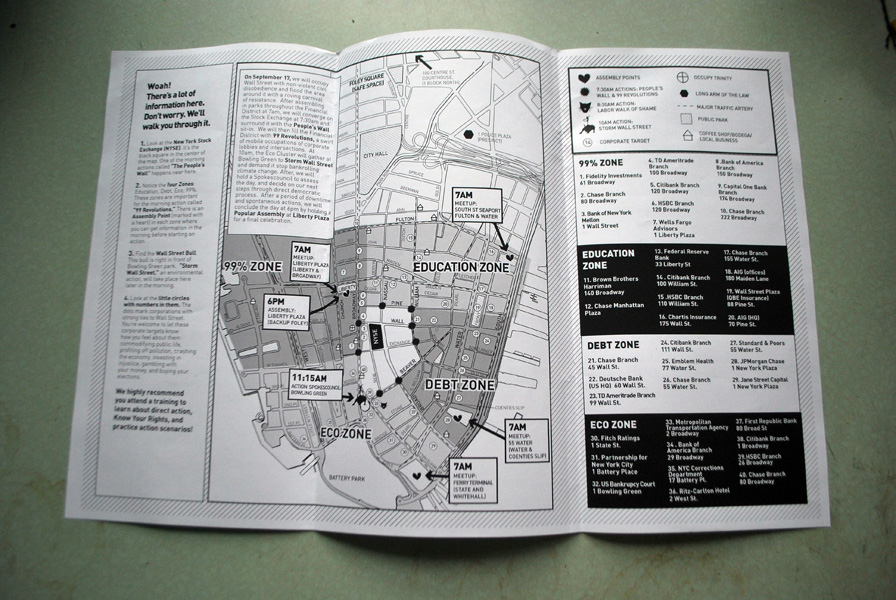 Woah!
There's a lot of
information here.
Don't worry. We'll
walk you through it.
1. Look at the New York Stock
Exchange (NYSE). It's the
black square in the center of
the map. One of the morning
actions called "The People's
Wall" happens near here.
2. Notice the four Zones
Education, Debt, Eco, 99%.
These zones are important
for the morning action called
"99 Revolutions." There is an
Assembly Point (marked with
a heart) in each zone where
you can get information in the
morning before starting an
action.
3. Find the Wall Street Bull
This bull is right in front of
Bowling Green park. "Storm
Wall Street," an environmental
action, will take place here
later in the morning.
4. Look at the little circles
with numbers in them. The
dots mark corporations with
strong ties to Wall Street.
You're welcome to let these
corporate targets know
how you feel about them
commodifying public life,
profiting off pollution, crashing
the economy, investing in
injustice, gambling with
your money, and buying your
elections.
We highly recommend
you attend a training to
learn about direct action,
Know Your Rights, and
practice action scenarios!
On September 17, we will occupy
Wall Street with non-violent civil
disobedience and flood the area
around it with a roving carnival
of resistance. After assembling
in parks throughout the Financial
District at 7am, we will converge on
the Stock Exchange at 7:30am and
surround it with the People's Wall
sit-in. We will then fill the Financial
District with 99 Revolutions, a swirl
of mobile occupations of corporate
lobbies and intersections. At
10am, the Eco Cluster will gather at
Bowling Green to Storm Wall Street
and demand it stop bankrolling
climate change. After, we will
hold a Spokescouncil to assess
the day, and decide on our next
steps through direct democratic
process. After a period of downtime
and spontaneous actions, we will
conclude the day at 6pm by holding a
Popular Assembly at Liberty Plaza
for a final celebration.
FOLEY SQUARE
(SAFE SPACE)
100 CENTRE ST.
COURTHOUSE
(1 BLOCK NORTH)
1 POLICE PLAZA
(PRECINCT)
CITY HALL
SPRUCE
BEEKMAN
7AM
MEETUP:
SOUTH ST SEAPORT
FULTON & WATER
FULTON
7AM
MEETUP:
LIBERTY PLAZA
(LIBERTY &
BROADWAY)
99% ZONE
EDUCATION ZONE
6PM
ASSEMBLY:
LIBERTY PLAZA
(BACKUP FOLEY)
PINE
WALL
NYSE
EXCHANGE
BEAVER
11:15AM
ACTION SPOKESCOUNCIL
BOWLING GREEN
DEBT ZONE
ECO ZONE
COENTIES SLIP
7AM
MEETUP:
55 WATER
(WATER &
COENTIES SLIP)
7AM
MEETUP:
FERRY TERMINAL
(STATE AND
WHITEHALL)
BATTERY PARK
ASSEMBLY POINTS
7:30AM ACTIONS: PEOPLE'S
WALL & 99 REVOLUTIONS
8:30AM ACTION:
LABOR WALK OF SHAME
10AM ACTION:
STORM WALL STREET
14 CORPORATE TARGET
OCCUPY TRINITY
LONG ARM OF THE LAW
MAJOR TRAFFIC ARTERY
PUBLIC PARK
COFFEE SHOP/BODEGA/
LOCAL BUSINESS
99% ZONE
1. Fidelity Investments
61 Broadway
2. Chase Branch
80 Broadway
3. Bank of New York
Mellon
1 Wall Street
4. TD Ameritrade
Branch
100 Broadway
5. Citibank Branch
120 Broadway
6. HSBC Branch
120 Broadway
7. Wells Fargo
Advisors
1 Liberty Plaza
8. Bank of America
Branch
150 Broadway
9. Capital One Bank
Branch
174 Broadway
10. Chase Branch
222 Broadway
EDUCATION
ZONE
11. Brown Brothers
Harriman
140 Broadway
12. Chase Manhattan
Plaza
13. Federal Reserve
Bank
33 Liberty St
14. Citibank Branch
100 William St.
15. HSBC Branch
110 William St.
16. Chartis Insurance
175 Wall St.
17. Chase Branch
155 Water St.
18. AIG (offices)
180 Maiden Lane
19. Wall Street Plaza
(QBE Insurance)
88 Pine St.
20. AIG (HQ)
70 Pine St.
DEBT ZONE
21. Chase Branch
45 Wall St.
22. Deutsche Bank
(US HQ) 60 Wall St.
23. TD Ameritrade Branch
99 Wall St.
24. Citibank Branch
111 Wall St.
25. Emblem Health
77 Water St.
26. Chase Branch
55 Water St.
27. Standard & Poors
55 Water St.
28. JPMorgan Chase
1 New York Plaza
29. Jane Street Capital
1 New York Plaza
ECO ZONE
30. Fitch Ratings
1 State St.
31. Partnership for
New York City
1 Battery Place
32. US Bankrupcy Court
1 Bowling Green
33. Metropolitan
Transportation Agency
2 Broadway
34. Bank of
America Branch
29 Broadway
35. NYC Corrections
Department
17 Battery Pl.
36. Ritz-Carlton Hotel
2 West St.
37. First Republic Bank
80 Broad St
38. Citibank Branch
1 Broadway
39. HSBC Branch
26 Broadway
40. Chase Branch
80 Broadway